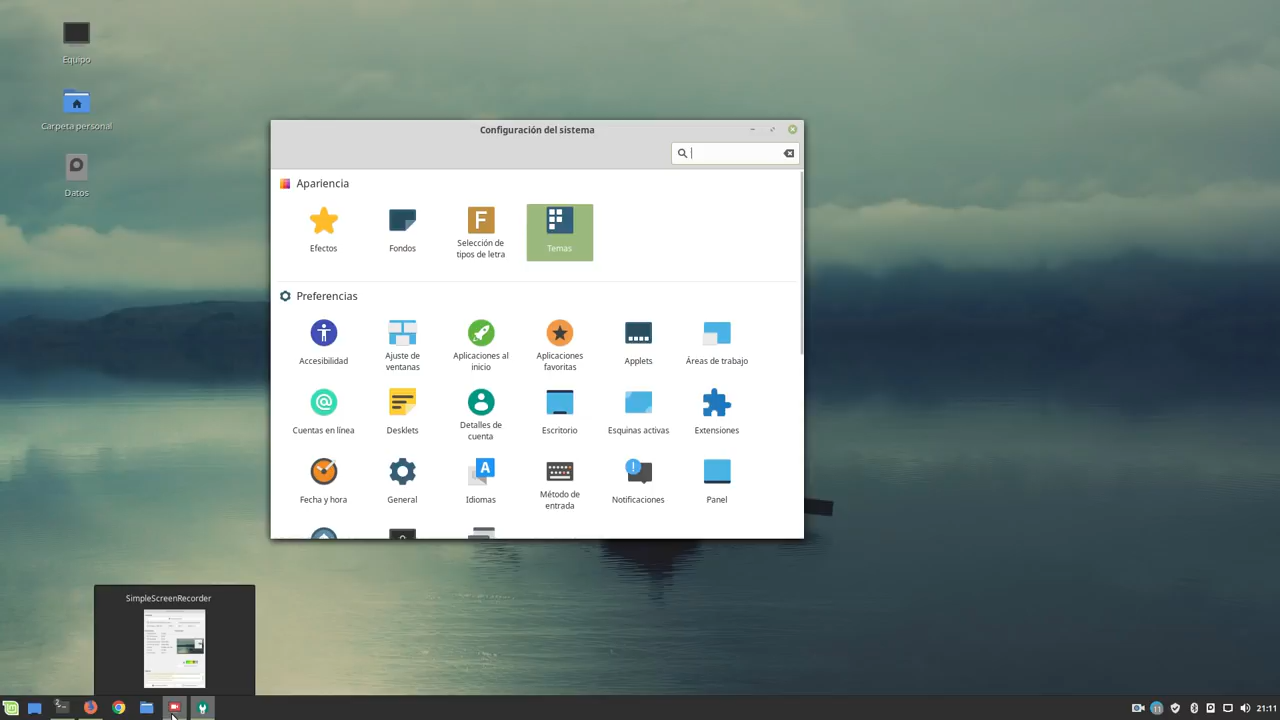 Equipo
Carpeta personal
Datos
Configuración del sistema
Apariencia
Efectos
Fondos
Selección de
tipos de letra
Temas
Preferencias
Accesibilidad
Ajuste de
ventanas
Aplicaciones al
inicio
Aplicaciones
favoritas
Applets
Áreas de trabajo
Cuentas en línea
Desklets
Detalles de
cuenta
Escritorio
Esquinas activas
Extensiones
Fecha y hora
General
Idiomas
Método de
entrada
Notificaciones
Panel
SimpleScreenRecorder
21:11